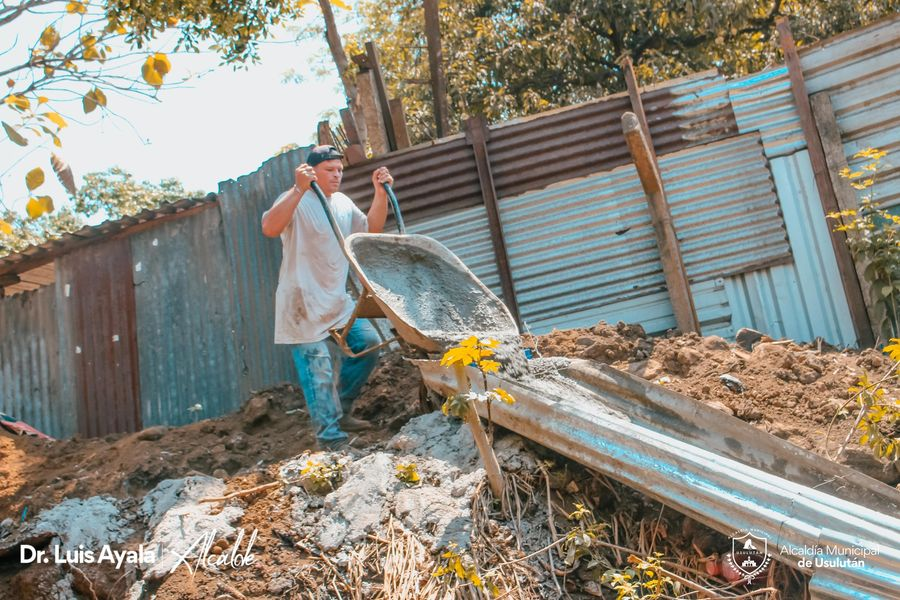 Dr. Luis Ayala
Alcalde
Alcaldía Municipal
de Usulután